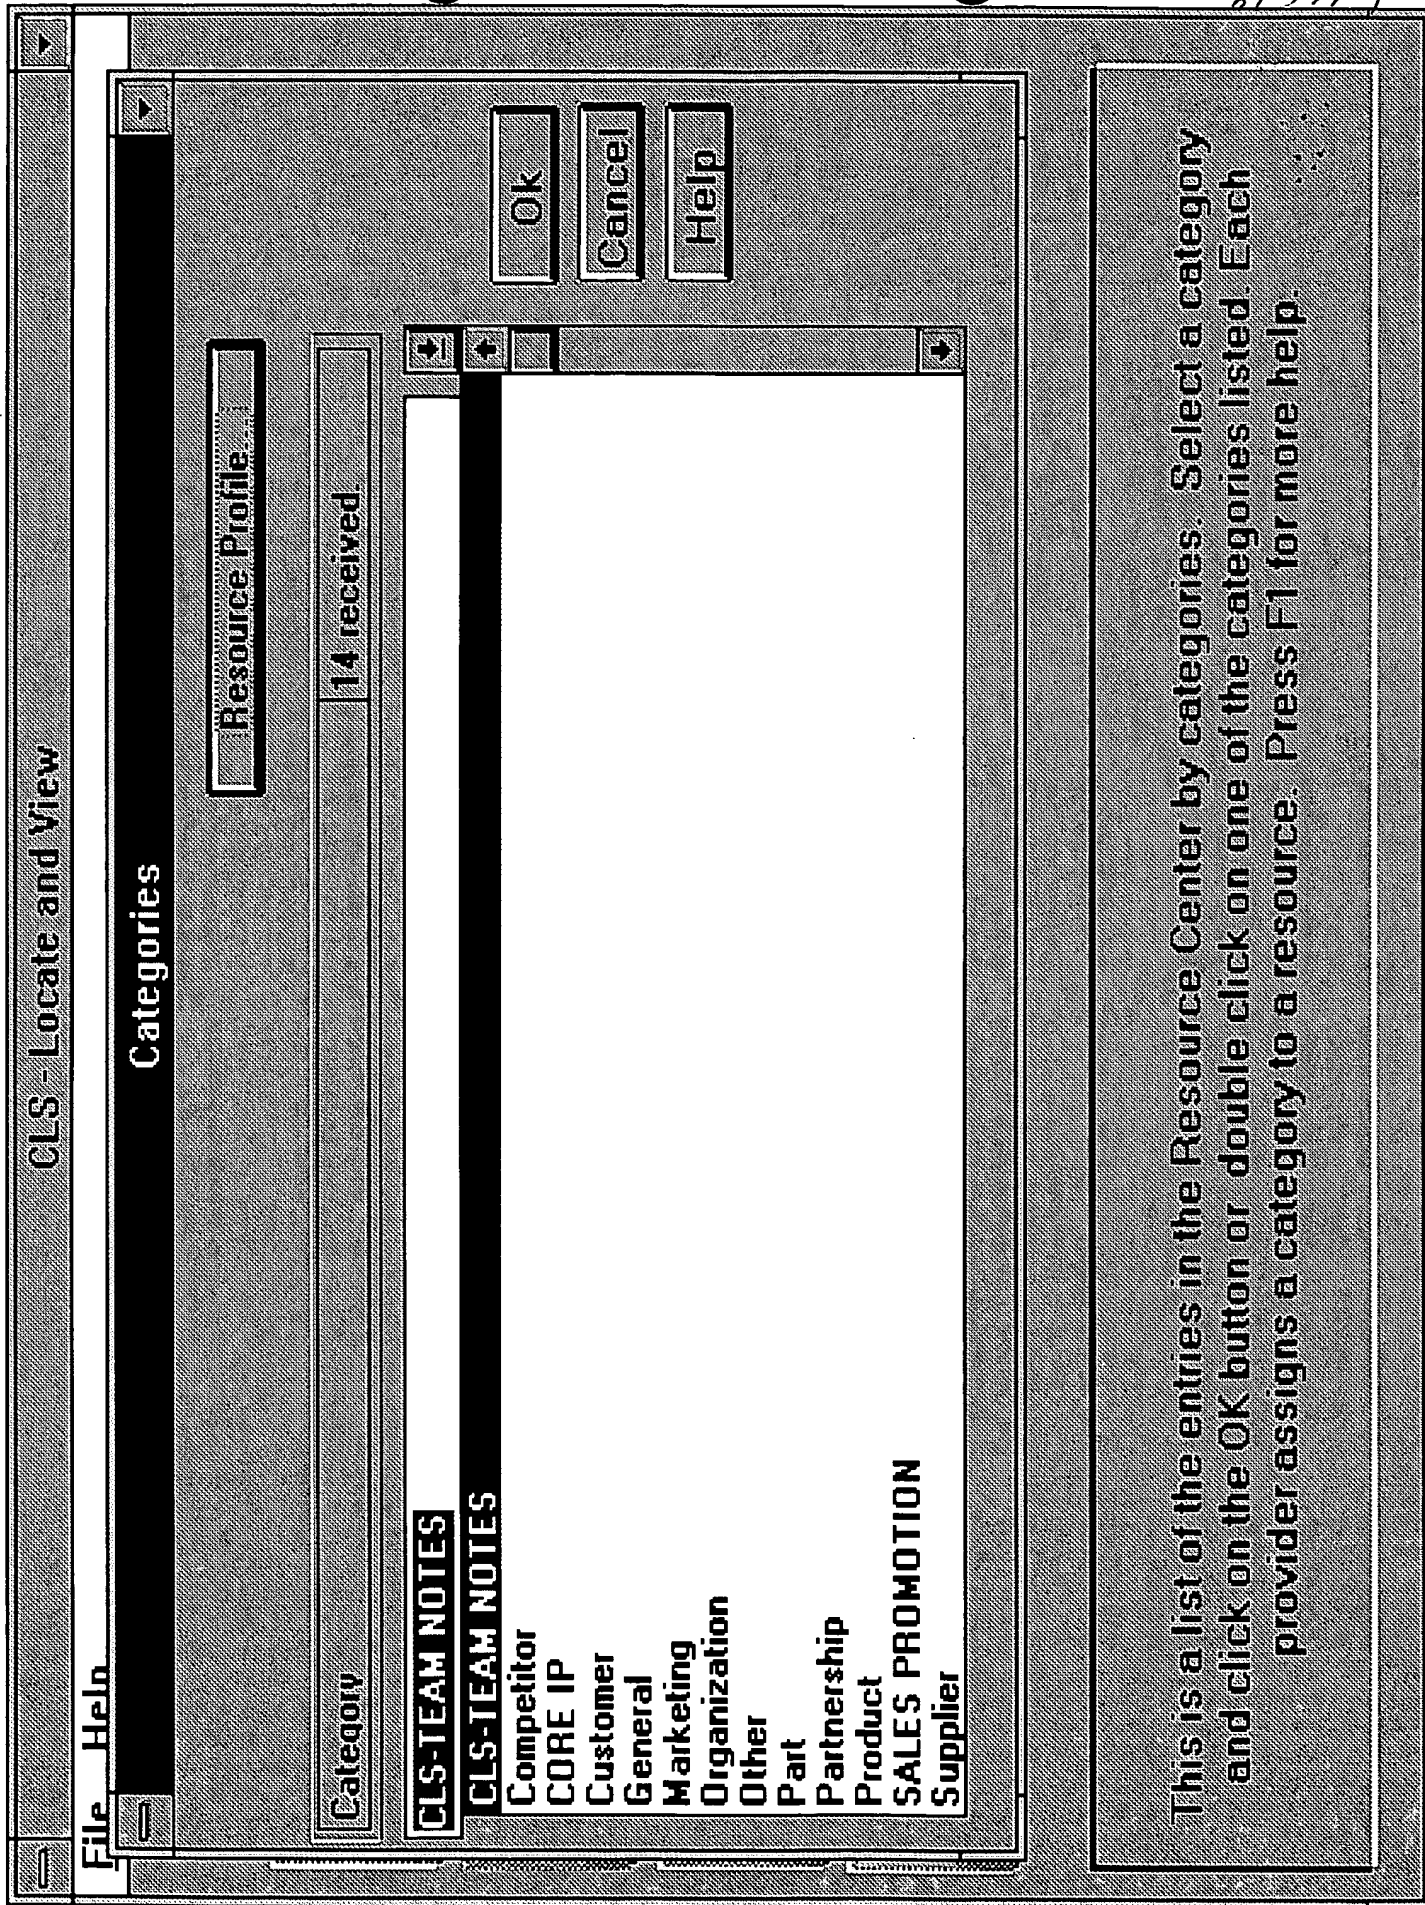 CLS - Locate and View
File Help
Categories
Resource Profile...
Category
14 received.
CLS-TEAM NOTES
CLS-TEAM NOTES
Competitor
CORE IP
Customer
General
Marketing
Organization
Other
Part
Partnership
Product
SALES PROMOTION
Supplier
Ok
Cancel
Help
This is a list of the entries in the Resource Center by categories. Select a category
and click on the OK button or double click on one of the categories listed. Each
provider assigns a category to a resource. Press F1 for more help.